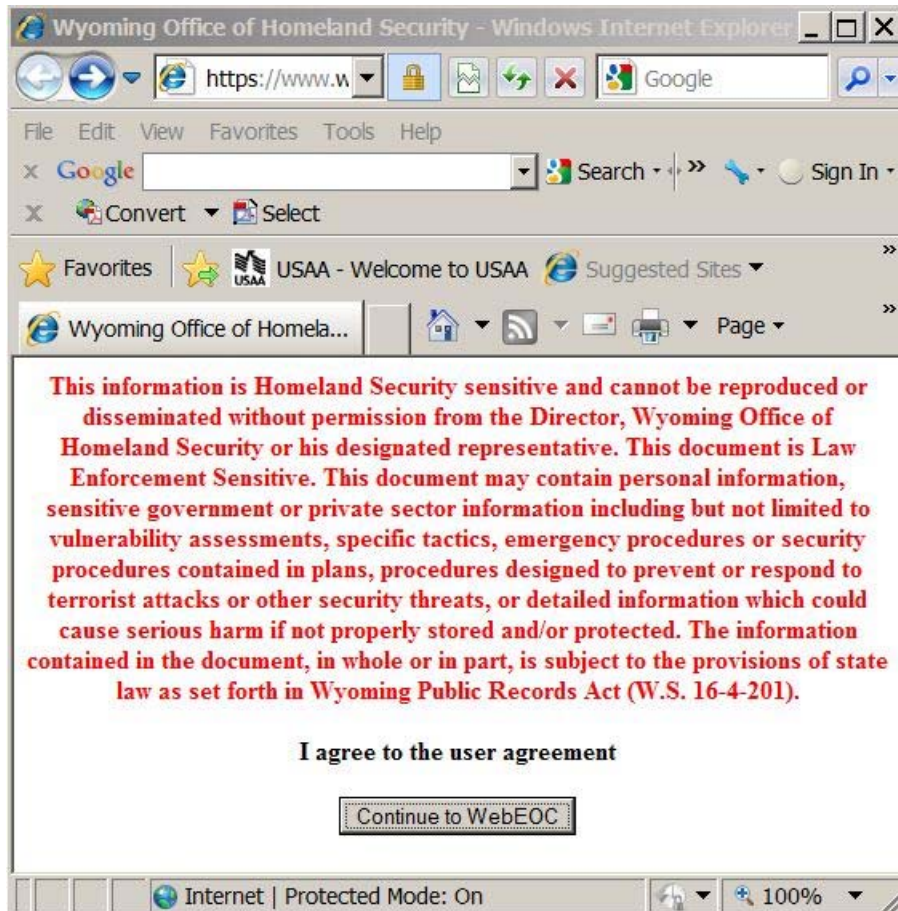 Wyoming Office of Homeland Security - Windows Internet Explorer
https://www.w Google
File Edit View Favorites Tools Help
x Google Search » Sign In
x Convert Select
Favorites USAA USAA - Welcome to USAA Suggested Sites »
Wyoming Office of Homela... Page »
This information is Homeland Security sensitive and cannot be reproduced or
disseminated without permission from the Director, Wyoming Office of
Homeland Security or his designated representative. This document is Law
Enforcement Sensitive. This document may contain personal information,
sensitive government or private sector information including but not limited to
vulnerability assessments, specific tactics, emergency procedures or security
procedures contained in plans, procedures designed to prevent or respond to
terrorist attacks or other security threats, or detailed information which could
cause serious harm if not properly stored and/or protected. The information
contained in the document, in whole or in part, is subject to the provisions of state
law as set forth in Wyoming Public Records Act (W.S. 16-4-201).
I agree to the user agreement
Continue to WebEOC
Internet | Protected Mode: On 100%